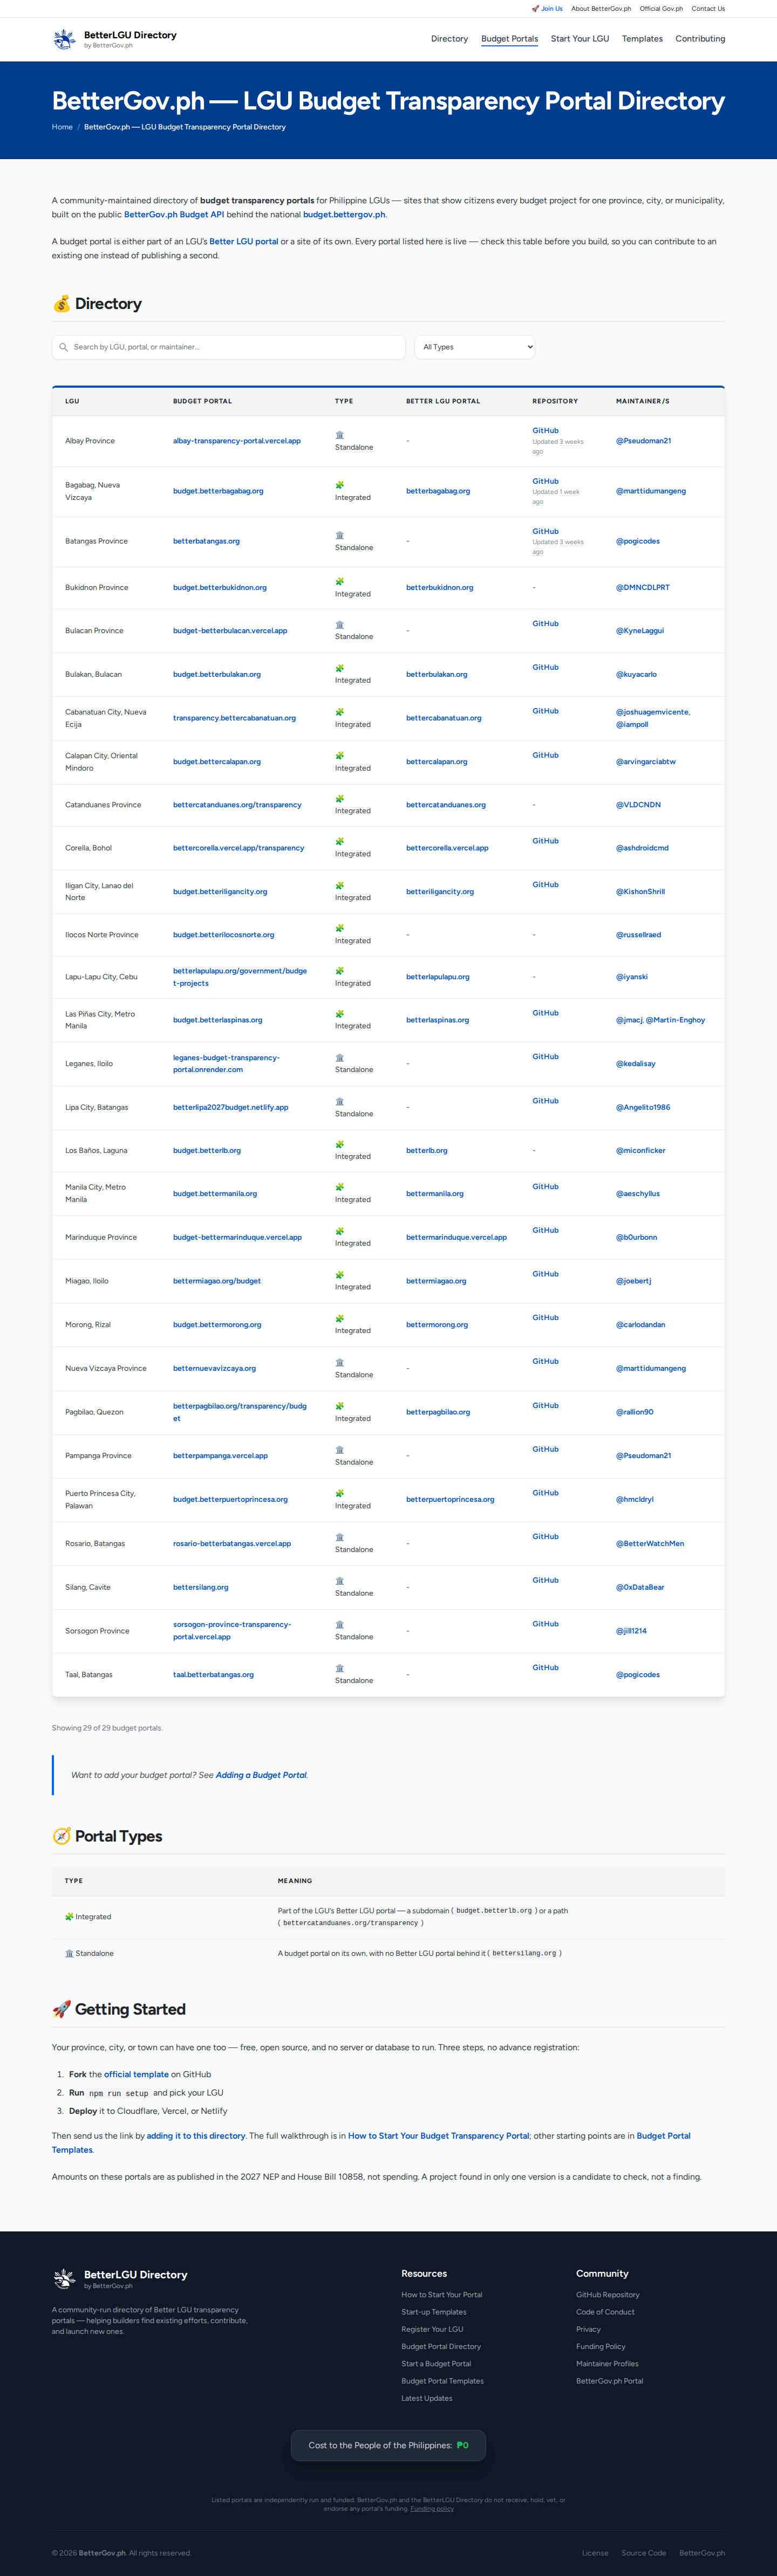 🚀 Join Us About BetterGov.ph Official Gov.ph Contact Us
BetterLGU Directory
by BetterGov.ph
Directory Budget Portals Start Your LGU Templates Contributing
BetterGov.ph — LGU Budget Transparency Portal Directory
Home / BetterGov.ph — LGU Budget Transparency Portal Directory
A community-maintained directory of budget transparency portals for Philippine LGUs — sites that show citizens every budget project for one province, city, or municipality,
built on the public BetterGov.ph Budget API behind the national budget.bettergov.ph.
A budget portal is either part of an LGU's Better LGU portal or a site of its own. Every portal listed here is live — check this table before you build, so you can contribute to an
existing one instead of publishing a second.
💰 Directory
Search by LGU, portal, or maintainer...
All Types
LGU BUDGET PORTAL TYPE BETTER LGU PORTAL REPOSITORY MAINTAINER/S
Albay Province albay-transparency-portal.vercel.app 🏛️ Standalone - GitHub Updated 3 weeks ago @Pseudoman21
Bagabag, Nueva Vizcaya budget.betterbagabag.org 🧩 Integrated betterbagabag.org GitHub Updated 1 week ago @marttidumangeng
Batangas Province betterbatangas.org 🏛️ Standalone - GitHub Updated 3 weeks ago @pogicodes
Bukidnon Province budget.betterbukidnon.org 🧩 Integrated betterbukidnon.org - @DMNCDLPRT
Bulacan Province budget-betterbulacan.vercel.app 🏛️ Standalone - GitHub @KyneLaggui
Bulakan, Bulacan budget.betterbulakan.org 🧩 Integrated betterbulakan.org GitHub @kuyacarlo
Cabanatuan City, Nueva Ecija transparency.bettercabanatuan.org 🧩 Integrated bettercabanatuan.org GitHub @joshuagemvicente, @iampoll
Calapan City, Oriental Mindoro budget.bettercalapan.org 🧩 Integrated bettercalapan.org GitHub @arvingarciabtw
Catanduanes Province bettercatanduanes.org/transparency 🧩 Integrated bettercatanduanes.org - @VLDCNDN
Corella, Bohol bettercorella.vercel.app/transparency 🧩 Integrated bettercorella.vercel.app GitHub @ashdroidcmd
Iligan City, Lanao del Norte budget.betteriligancity.org 🧩 Integrated betteriligancity.org GitHub @KishonShrill
Ilocos Norte Province budget.betterilocosnorte.org 🧩 Integrated - - @russellraed
Lapu-Lapu City, Cebu betterlapulapu.org/government/budget-projects 🧩 Integrated betterlapulapu.org - @iyanski
Las Piñas City, Metro Manila budget.betterlaspinas.org 🧩 Integrated betterlaspinas.org GitHub @jmacj, @Martin-Enghoy
Leganes, Iloilo leganes-budget-transparency-portal.onrender.com 🏛️ Standalone - GitHub @kedalisay
Lipa City, Batangas betterlipa2027budget.netlify.app 🏛️ Standalone - GitHub @Angelito1986
Los Baños, Laguna budget.betterlb.org 🧩 Integrated betterlb.org - @miconficker
Manila City, Metro Manila budget.bettermanila.org 🧩 Integrated bettermanila.org GitHub @aeschyllus
Marinduque Province budget-bettermarinduque.vercel.app 🧩 Integrated bettermarinduque.vercel.app GitHub @b0urbonn
Miagao, Iloilo bettermiagao.org/budget 🧩 Integrated bettermiagao.org GitHub @joebertj
Morong, Rizal budget.bettermorong.org 🧩 Integrated bettermorong.org GitHub @carlodandan
Nueva Vizcaya Province betternuevavizcaya.org 🏛️ Standalone - GitHub @marttidumangeng
Pagbilao, Quezon betterpagbilao.org/transparency/budget 🧩 Integrated betterpagbilao.org GitHub @rallion90
Pampanga Province betterpampanga.vercel.app 🏛️ Standalone - GitHub @Pseudoman21
Puerto Princesa City, Palawan budget.betterpuertoprincesa.org 🧩 Integrated betterpuertoprincesa.org GitHub @hmcldryl
Rosario, Batangas rosario-betterbatangas.vercel.app 🏛️ Standalone - GitHub @BetterWatchMen
Silang, Cavite bettersilang.org 🏛️ Standalone - GitHub @0xDataBear
Sorsogon Province sorsogon-province-transparency-portal.vercel.app 🏛️ Standalone - GitHub @jill1214
Taal, Batangas taal.betterbatangas.org 🏛️ Standalone - GitHub @pogicodes
Showing 29 of 29 budget portals.
Want to add your budget portal? See Adding a Budget Portal.
🧭 Portal Types
TYPE MEANING
🧩 Integrated Part of the LGU's Better LGU portal — a subdomain ( budget.betterlb.org ) or a path
( bettercatanduanes.org/transparency )
🏛️ Standalone A budget portal on its own, with no Better LGU portal behind it ( bettersilang.org )
🚀 Getting Started
Your province, city, or town can have one too — free, open source, and no server or database to run. Three steps, no advance registration:
1. Fork the official template on GitHub
2. Run npm run setup and pick your LGU
3. Deploy it to Cloudflare, Vercel, or Netlify
Then send us the link by adding it to this directory. The full walkthrough is in How to Start Your Budget Transparency Portal; other starting points are in Budget Portal
Templates.
Amounts on these portals are as published in the 2027 NEP and House Bill 10858, not spending. A project found in only one version is a candidate to check, not a finding.
BetterLGU Directory
by BetterGov.ph
A community-run directory of Better LGU transparency
portals — helping builders find existing efforts, contribute,
and launch new ones.
Resources
How to Start Your Portal
Start-up Templates
Register Your LGU
Budget Portal Directory
Start a Budget Portal
Budget Portal Templates
Latest Updates
Community
GitHub Repository
Code of Conduct
Privacy
Funding Policy
Maintainer Profiles
BetterGov.ph Portal
Cost to the People of the Philippines: ₱0
Listed portals are independently run and funded. BetterGov.ph and the BetterLGU Directory do not receive, hold, vet, or
endorse any portal's funding. Funding policy
© 2026 BetterGov.ph. All rights reserved.
License Source Code BetterGov.ph